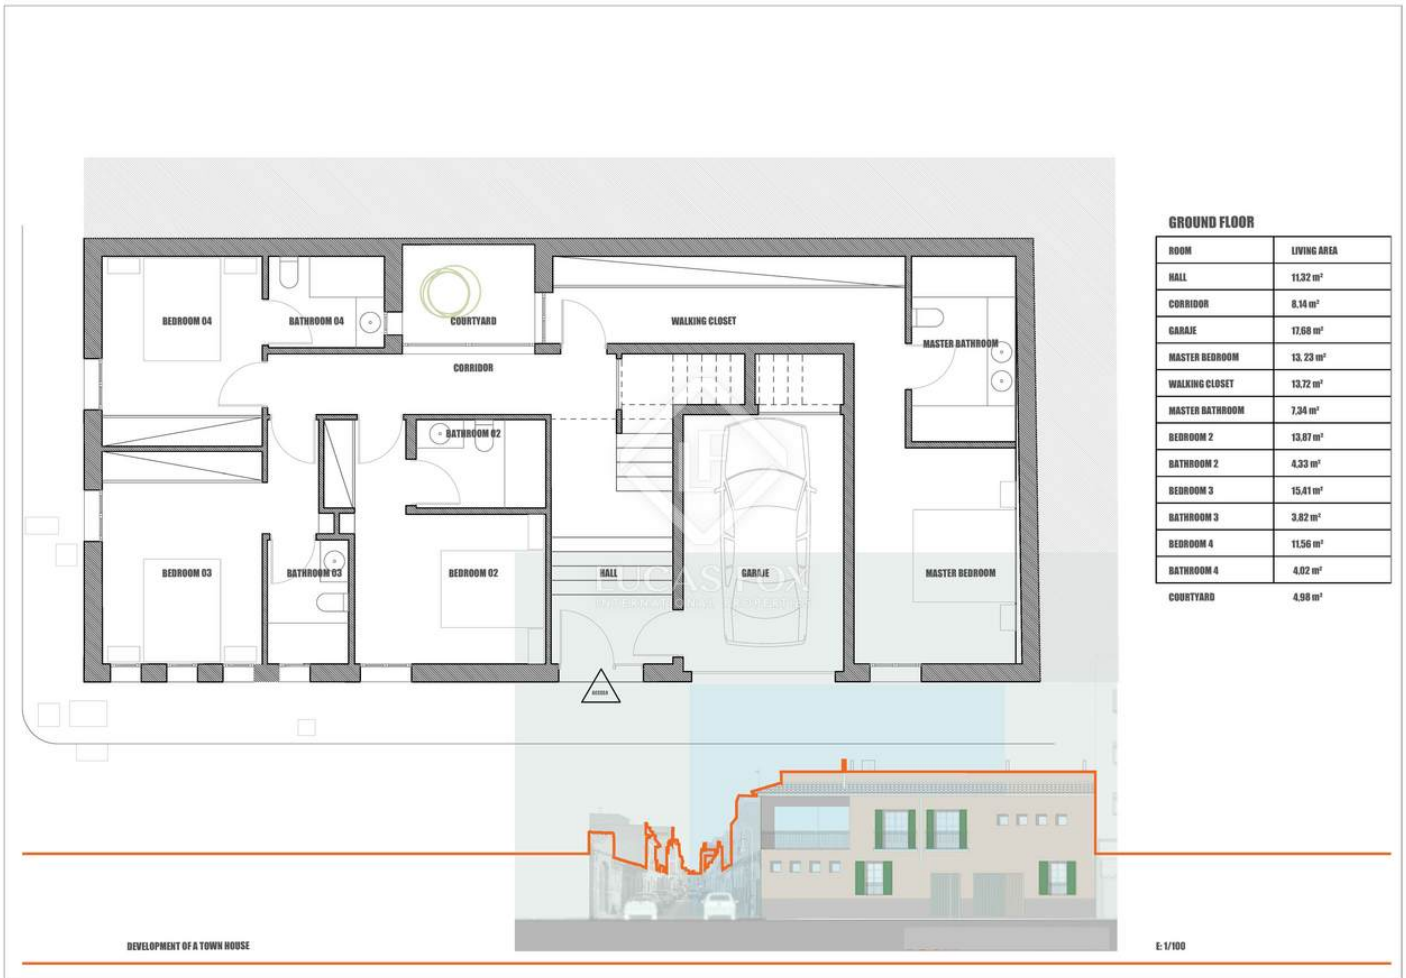 GROUND FLOOR
ROOM LIVING AREA
HALL 11,32 m²
CORRIDOR 8,14 m²
GARAJE 17,68 m²
MASTER BEDROOM 13, 23 m²
WALKING CLOSET 13,72 m²
MASTER BATHROOM 7,34 m²
BEDROOM 2 13,87 m²
BATHROOM 2 4,33 m²
BEDROOM 3 15,41 m²
BATHROOM 3 3,82 m²
BEDROOM 4 11,56 m²
BATHROOM 4 4,02 m²
COURTYARD 4,98 m²
BEDROOM 04
BATHROOM 04
COURTYARD
WALKING CLOSET
MASTER BATHROOM
CORRIDOR
BATHROOM 02
BEDROOM 03
BATHROOM 03
BEDROOM 02
HALL
GARAJE
MASTER BEDROOM
LUCAS FOX
DEVELOPMENT OF A TOWN HOUSE
E: 1/100